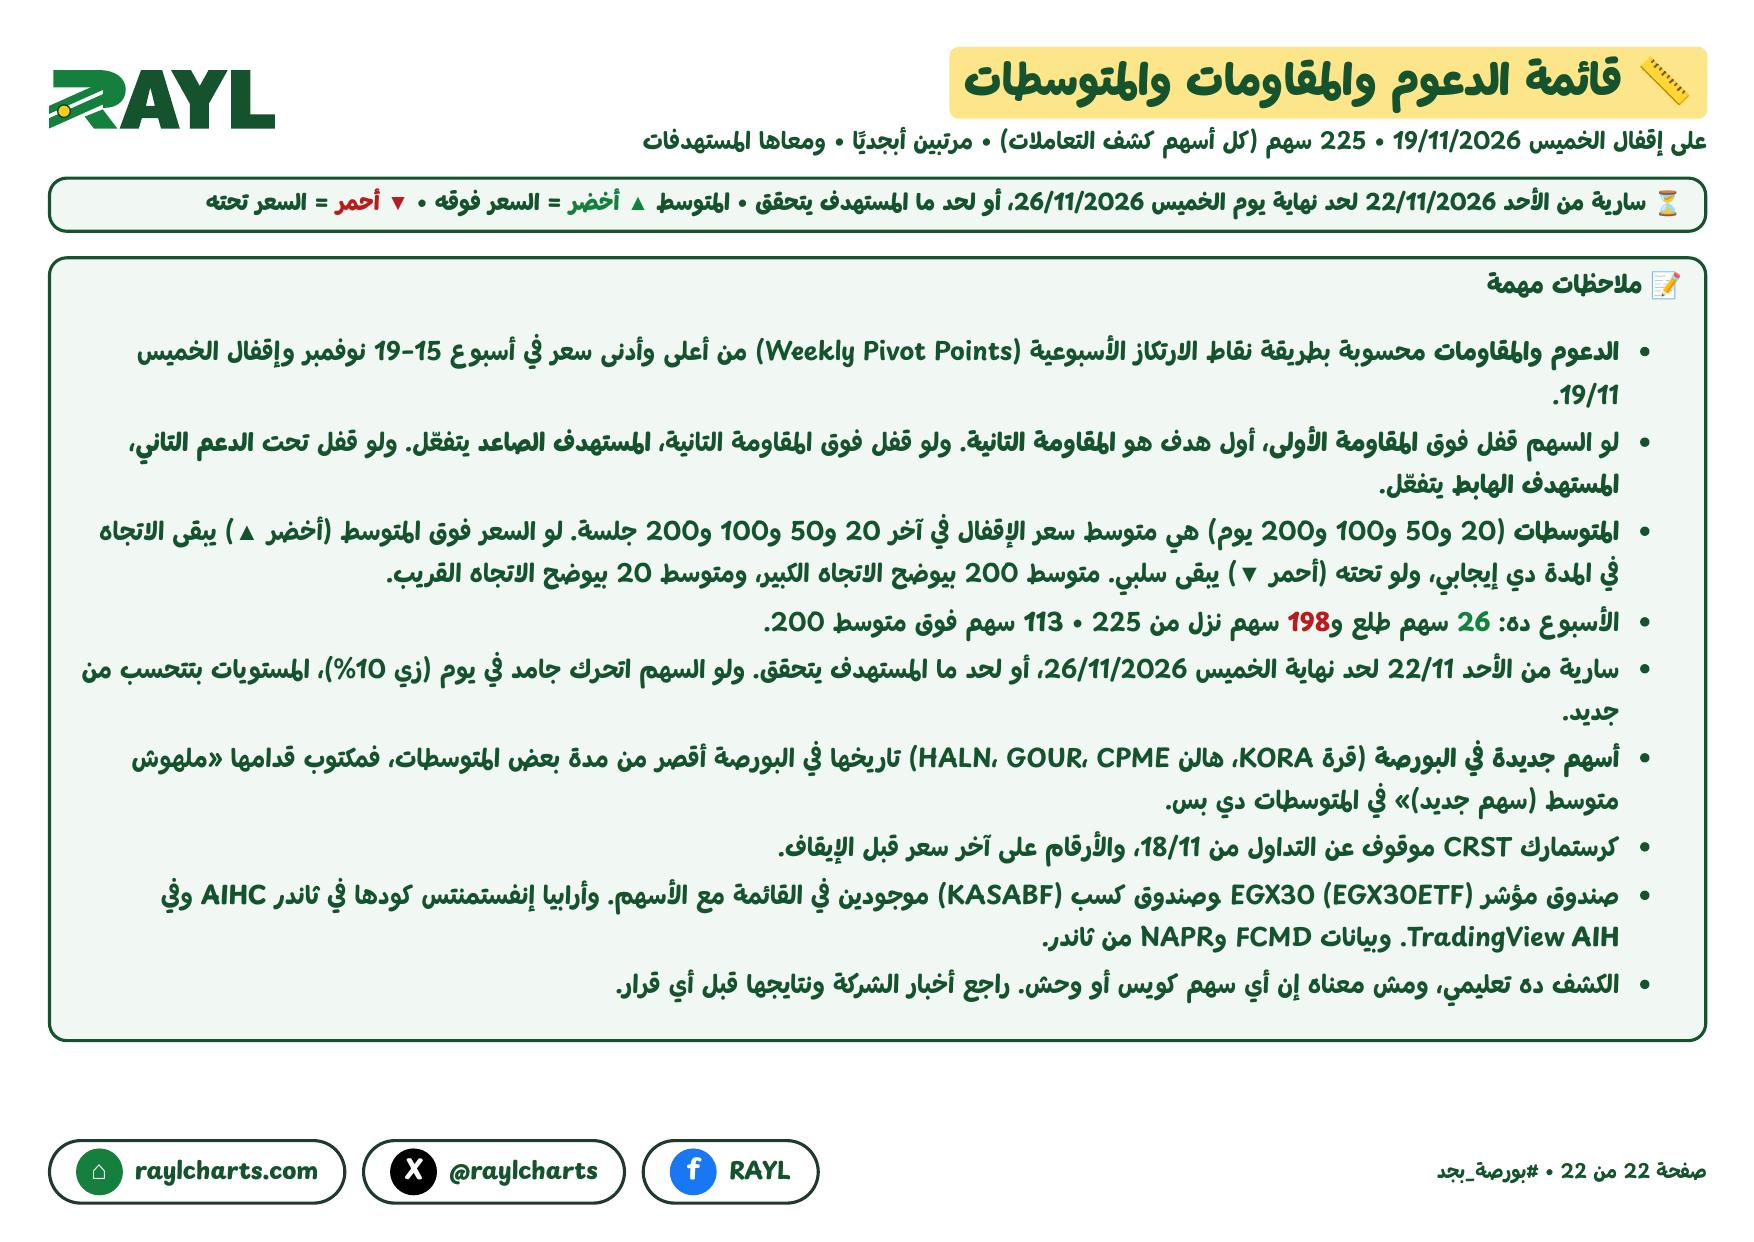 RAYL
📏 قائمة الدعوم والمقاومات والمتوسطات
على إقفال الخميس 19/11/2026 • 225 سهم (كل أسهم كشف التعاملات) • مرتبين أبجديًا • ومعاها المستهدفات
⏳ سارية من الأحد 22/11/2026 لحد نهاية يوم الخميس 26/11/2026، أو لحد ما المستهدف يتحقق • المتوسط ▲ أخضر = السعر فوقه • ▼ أحمر = السعر تحته
📝 ملاحظات مهمة
• الدعوم والمقاومات محسوبة بطريقة نقاط الارتكاز الأسبوعية (Weekly Pivot Points) من أعلى وأدنى سعر في أسبوع 15–19 نوفمبر وإقفال الخميس
19/11.
• لو السهم قفل فوق المقاومة الأولى، أول هدف هو المقاومة التانية. ولو قفل فوق المقاومة التانية، المستهدف الصاعد يتفعّل. ولو قفل تحت الدعم التاني،
المستهدف الهابط يتفعّل.
• المتوسطات (20 و50 و100 و200 يوم) هي متوسط سعر الإقفال في آخر 20 و50 و100 و200 جلسة. لو السعر فوق المتوسط (أخضر ▲) يبقى الاتجاه
في المدة دي إيجابي، ولو تحته (أحمر ▼) يبقى سلبي. متوسط 200 بيوضح الاتجاه الكبير، ومتوسط 20 بيوضح الاتجاه القريب.
• الأسبوع ده: 26 سهم طلع و198 سهم نزل من 225 • 113 سهم فوق متوسط 200.
• سارية من الأحد 22/11 لحد نهاية الخميس 26/11/2026، أو لحد ما المستهدف يتحقق. ولو السهم اتحرك جامد في يوم (زي 10%)، المستويات بتتحسب من
جديد.
• أسهم جديدة في البورصة (قرة KORA، هالن HALN، GOUR، CPME) تاريخها في البورصة أقصر من مدة بعض المتوسطات، فمكتوب قدامها «ملهوش
متوسط (سهم جديد)» في المتوسطات دي بس.
• كرستمارك CRST موقوف عن التداول من 18/11، والأرقام على آخر سعر قبل الإيقاف.
• صندوق مؤشر EGX30 (EGX30ETF) وصندوق كسب (KASABF) موجودين في القائمة مع الأسهم. وأرابيا إنفستمنتس كودها في ثاندر AIHC وفي
TradingView AIH. وبيانات FCMD وNAPR من ثاندر.
• الكشف ده تعليمي، ومش معناه إن أي سهم كويس أو وحش. راجع أخبار الشركة ونتايجها قبل أي قرار.
صفحة 22 من 22 • #بورصة_بجد
raylcharts.com
X @raylcharts
f RAYL